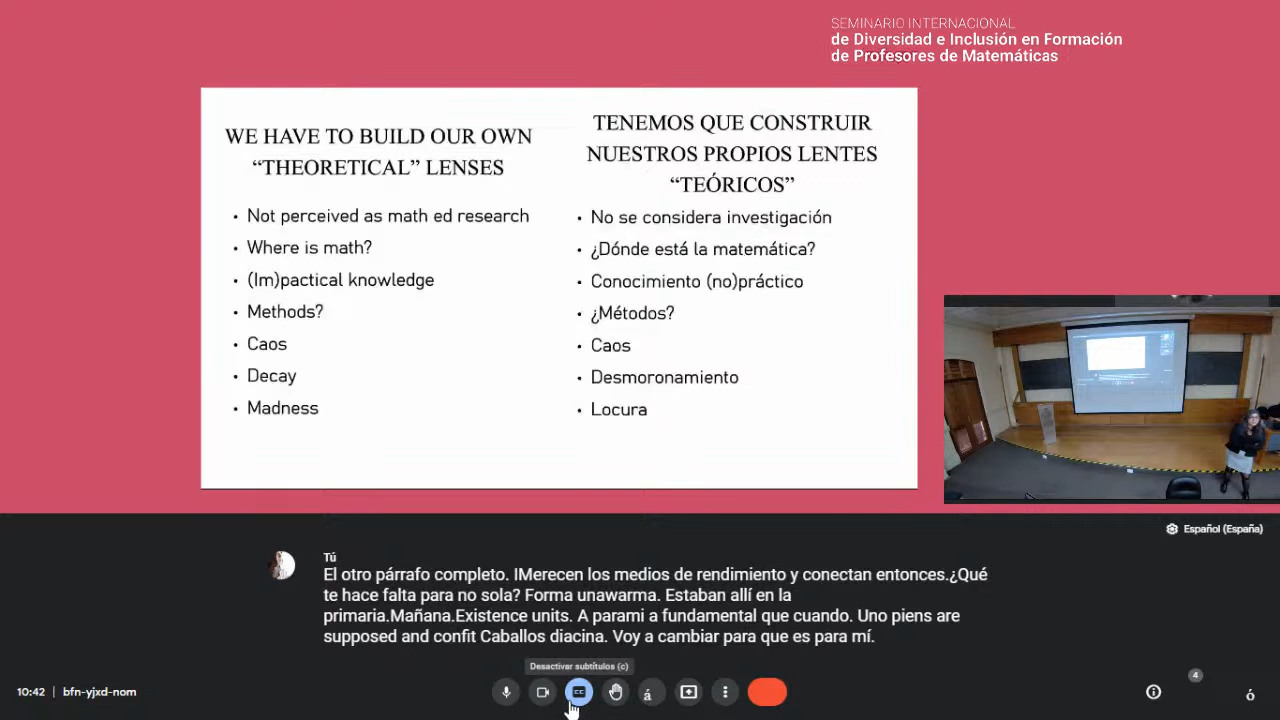 SEMINARIO INTERNACIONAL
de Diversidad e Inclusión en Formación
de Profesores de Matemáticas
WE HAVE TO BUILD OUR OWN
“THEORETICAL” LENSES
• Not perceived as math ed research
• Where is math?
• (Im)pactical knowledge
• Methods?
• Caos
• Decay
• Madness
TENEMOS QUE CONSTRUIR
NUESTROS PROPIOS LENTES
“TEÓRICOS”
• No se considera investigación
• ¿Dónde está la matemática?
• Conocimiento (no)práctico
• ¿Métodos?
• Caos
• Desmoronamiento
• Locura
Español (España)
Tú
El otro párrafo completo. IMerecen los medios de rendimiento y conectan entonces.¿Qué
te hace falta para no sola? Forma unawarma. Estaban allí en la
primaria.Mañana.Existence units. A parami a fundamental que cuando. Uno piens are
supposed and confit Caballos diacina. Voy a cambiar para que es para mí.
Desactivar subtítulos (c)
10:42 | bfn-yjxd-nom
CC
á
4
ó